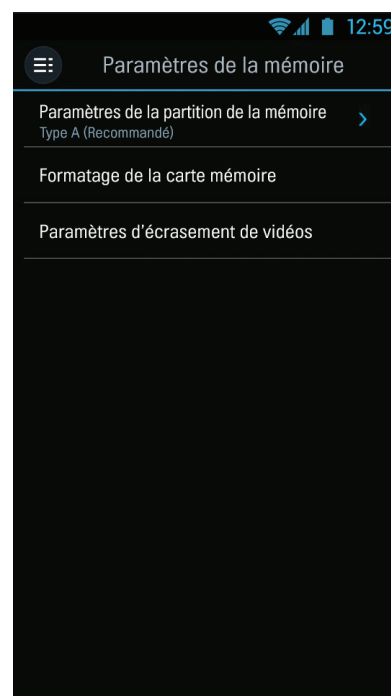 12:59
Paramètres de la mémoire
Paramètres de la partition de la mémoire
Type A (Recommandé)
Formatage de la carte mémoire
Paramètres d'écrasement de vidéos